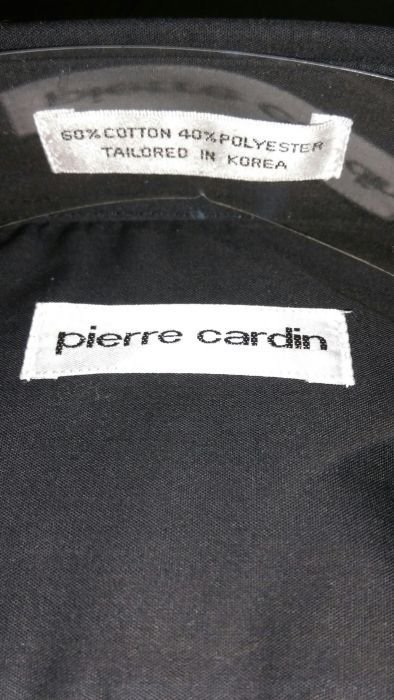 60% COTTON 40% POLYESTER
TAILORED IN KOREA
pierre cardin